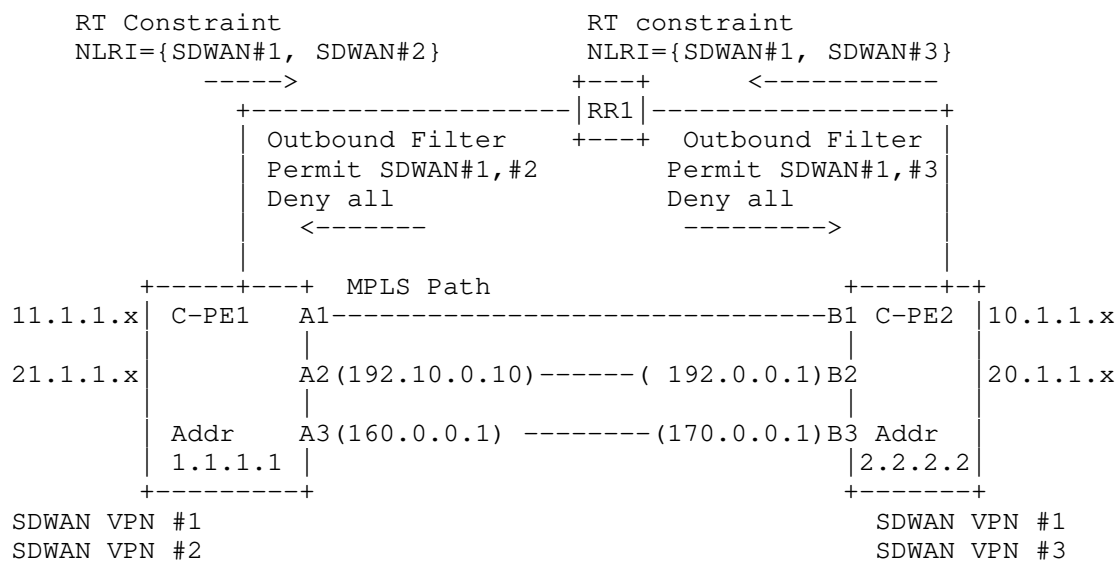 RT Constraint RT constraint
NLRI={SDWAN#1, SDWAN#2} NLRI={SDWAN#1, SDWAN#3}
-----> +---+ <-----------
+--------------------|RR1|------------------+
| Outbound Filter +---+ Outbound Filter |
| Permit SDWAN#1,#2 Permit SDWAN#1,#3|
| Deny all Deny all |
| <------- ---------> |
| |
+-----+---+ MPLS Path +-----+-+
11.1.1.x| C-PE1 A1-------------------------------B1 C-PE2 |10.1.1.x
| | | |
21.1.1.x| A2(192.10.0.10)------( 192.0.0.1)B2 |20.1.1.x
| | | |
| Addr A3(160.0.0.1) --------(170.0.0.1)B3 Addr |
| 1.1.1.1 | |2.2.2.2|
+---------+ +-------+
SDWAN VPN #1 SDWAN VPN #1
SDWAN VPN #2 SDWAN VPN #3